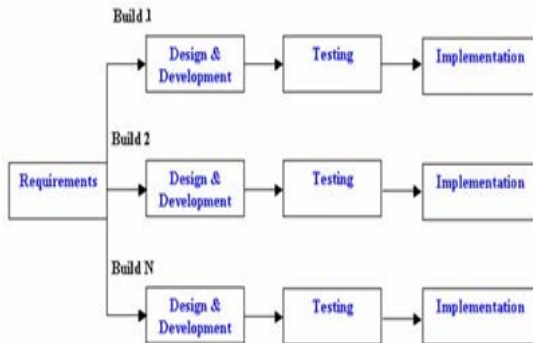 Build 1
Design &
Development
Testing
Implementation
Build 2
Requirements
Design &
Development
Testing
Implementation
Build N
Design &
Development
Testing
Implementation